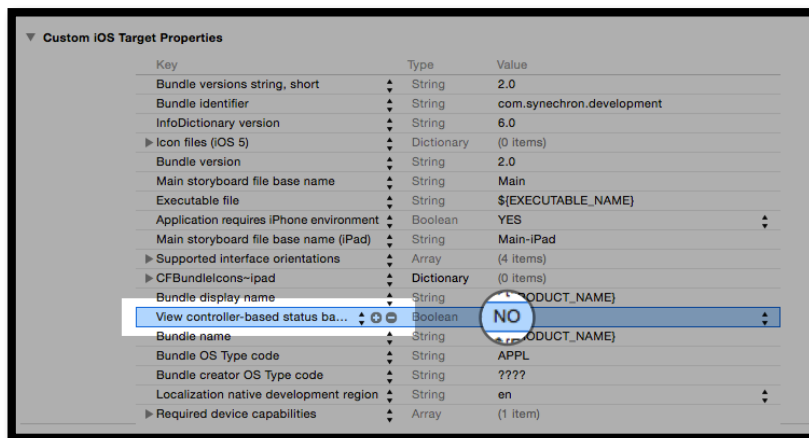 Custom iOS Target Properties
Key Type Value
Bundle versions string, short String 2.0
Bundle identifier String com.synechron.development
InfoDictionary version String 6.0
Icon files (iOS 5) Dictionary (0 items)
Bundle version String 2.0
Main storyboard file base name String Main
Executable file String ${EXECUTABLE_NAME}
Application requires iPhone environment Boolean YES
Main storyboard file base name (iPad) String Main-iPad
Supported interface orientations Array (4 items)
CFBundleIcons~ipad Dictionary (0 items)
Bundle display name String RODUCT_NAME}
View controller-based status ba... Boolean NO
Bundle name String RODUCT_NAME}
Bundle OS Type code String APPL
Bundle creator OS Type code String ????
Localization native development region String en
Required device capabilities Array (1 item)